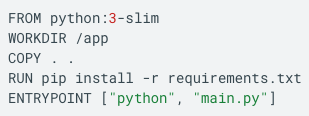 FROM python:3-slim
WORKDIR /app
COPY . .
RUN pip install -r requirements.txt
ENTRYPOINT ["python", "main.py"]